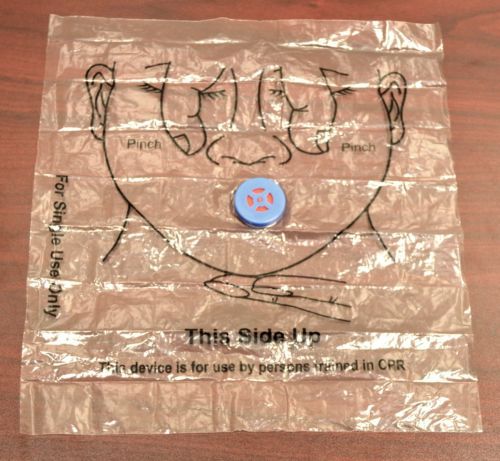 Pinch
Pinch
For Single Use Only
This Side Up
This device is for use by persons trained in CPR